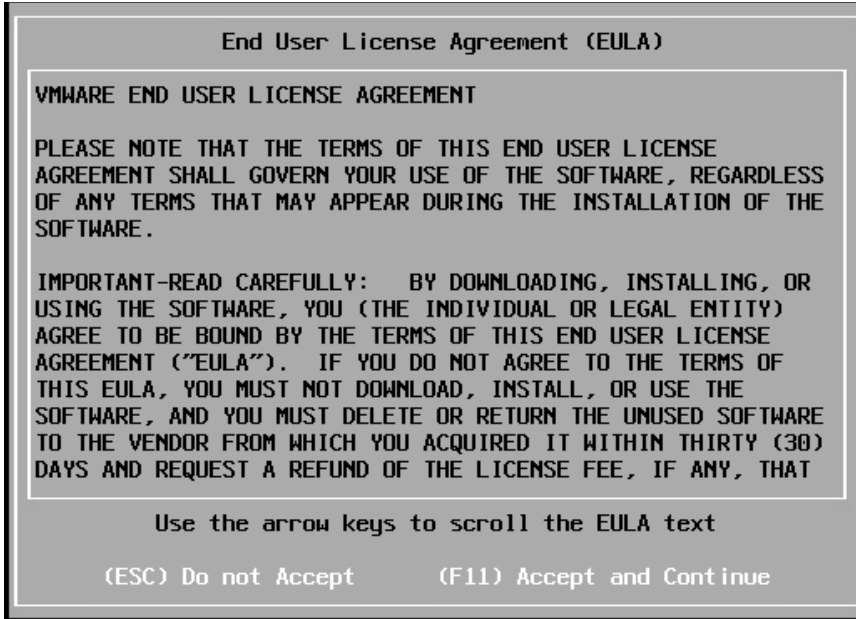 End User License Agreement (EULA)
VMWARE END USER LICENSE AGREEMENT
PLEASE NOTE THAT THE TERMS OF THIS END USER LICENSE
AGREEMENT SHALL GOVERN YOUR USE OF THE SOFTWARE, REGARDLESS
OF ANY TERMS THAT MAY APPEAR DURING THE INSTALLATION OF THE
SOFTWARE.
IMPORTANT-READ CAREFULLY:   BY DOWNLOADING, INSTALLING, OR
USING THE SOFTWARE, YOU (THE INDIVIDUAL OR LEGAL ENTITY)
AGREE TO BE BOUND BY THE TERMS OF THIS END USER LICENSE
AGREEMENT ("EULA").  IF YOU DO NOT AGREE TO THE TERMS OF
THIS EULA, YOU MUST NOT DOWNLOAD, INSTALL, OR USE THE
SOFTWARE, AND YOU MUST DELETE OR RETURN THE UNUSED SOFTWARE
TO THE VENDOR FROM WHICH YOU ACQUIRED IT WITHIN THIRTY (30)
DAYS AND REQUEST A REFUND OF THE LICENSE FEE, IF ANY, THAT
Use the arrow keys to scroll the EULA text
(ESC) Do not Accept      (F11) Accept and Continue